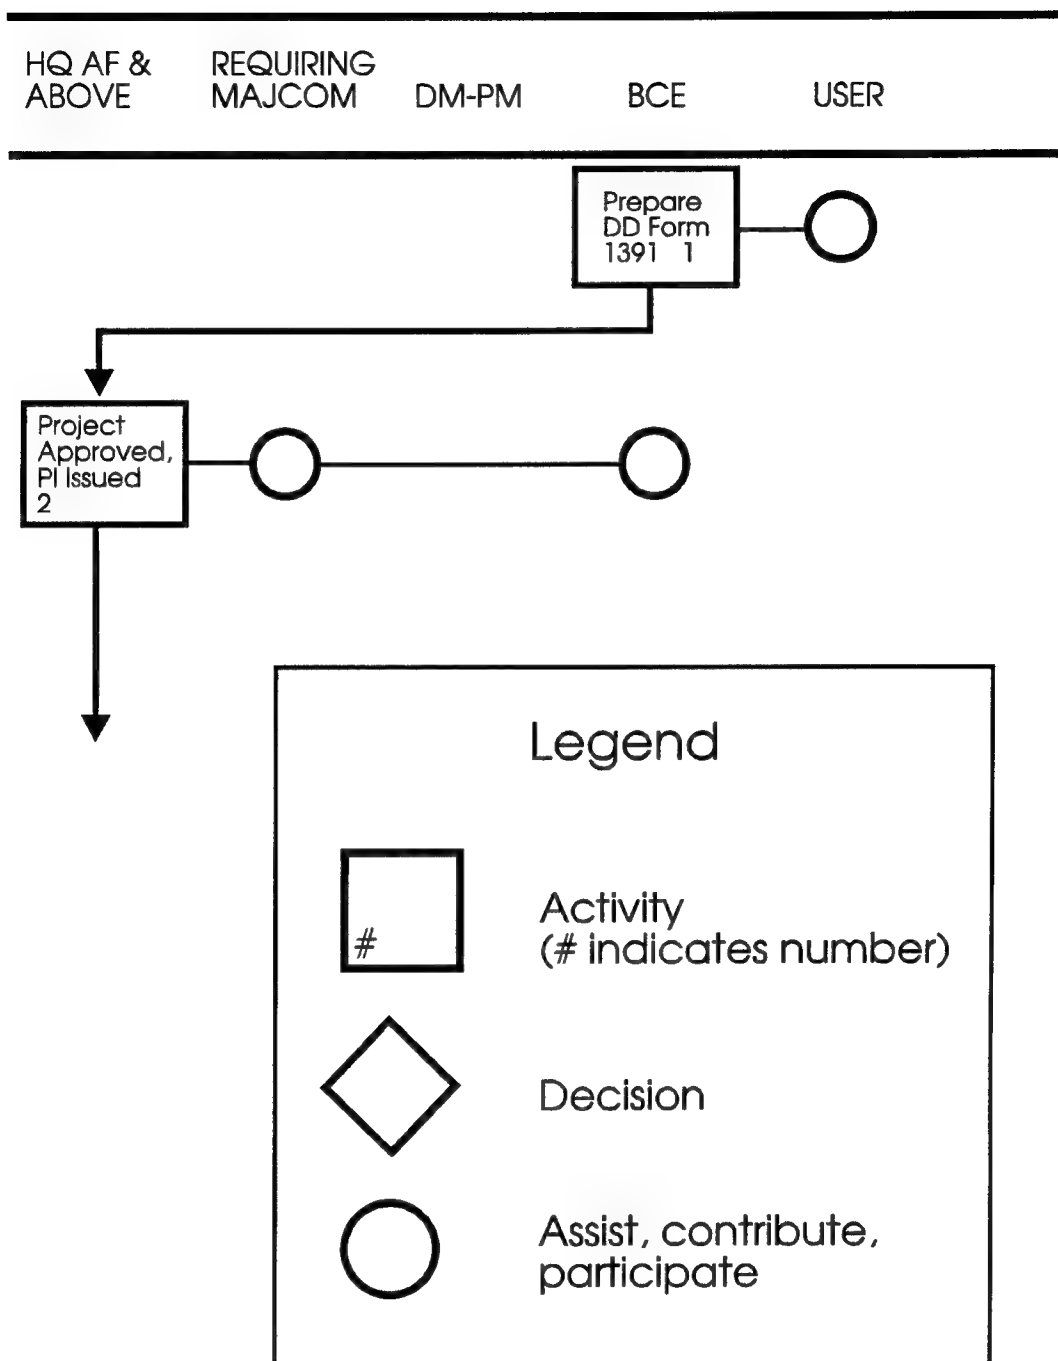 HQ AF &
ABOVE
REQUIRING
MAJCOM
DM-PM
BCE
USER
Prepare
DD Form
1391 1
Project
Approved,
PI Issued
2
Legend
#
Activity
(# indicates number)
Decision
Assist, contribute,
participate